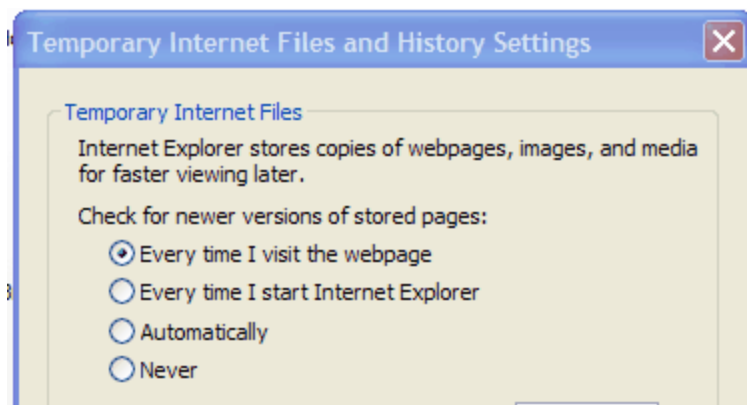 Temporary Internet Files and History Settings
Temporary Internet Files
Internet Explorer stores copies of webpages, images, and media
for faster viewing later.
Check for newer versions of stored pages:
Every time I visit the webpage
Every time I start Internet Explorer
Automatically
Never